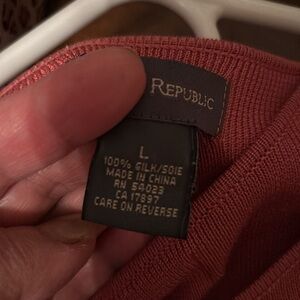 REPUBLIC
L
100% SILK/SOIE
MADE IN CHINA
RN 54023
CA 17897
CARE ON REVERSE